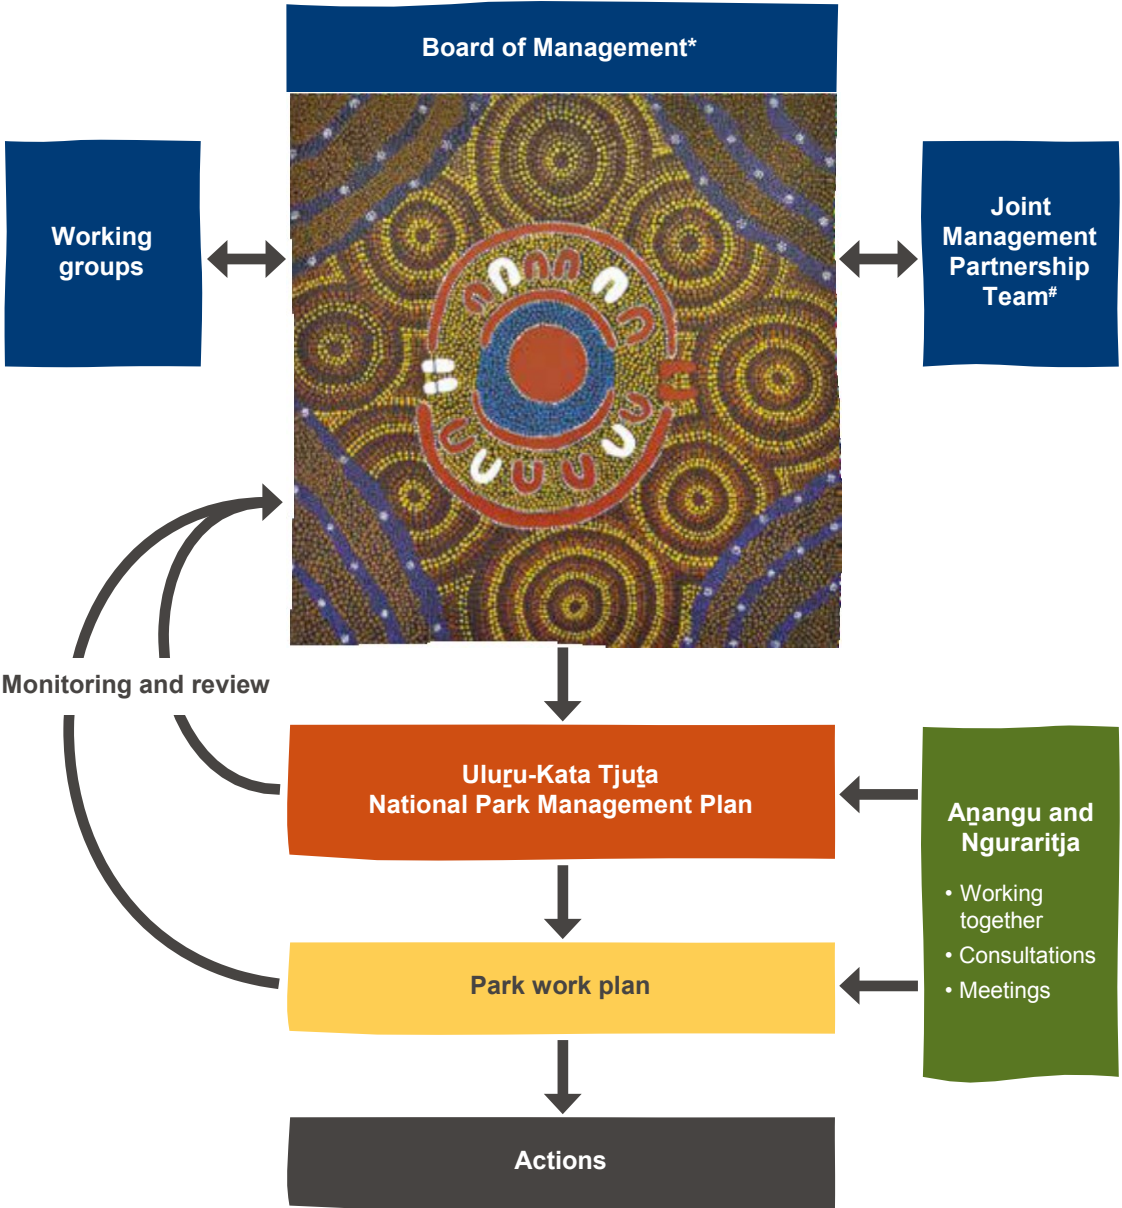 Board of Management*
Working
groups
Joint
Management
Partnership
Team#
Monitoring and review
Uluṟu-Kata Tjuṯa
National Park Management Plan
Aṉangu and
Nguraritja
• Working
together
• Consultations
• Meetings
Park work plan
Actions